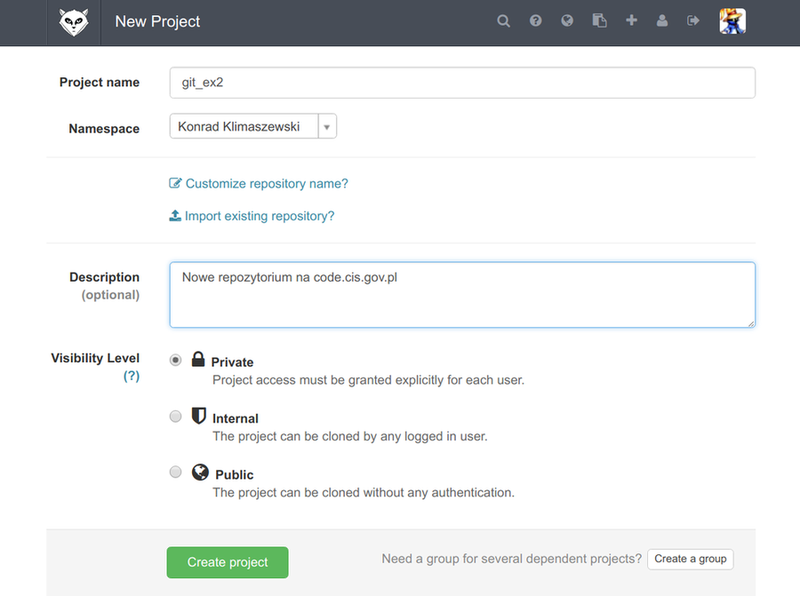 New Project
Project name
git_ex2
Namespace
Konrad Klimaszewski
Customize repository name?
Import existing repository?
Description
(optional)
Nowe repozytorium na code.cis.gov.pl
Visibility Level
(?)
Private
Project access must be granted explicitly for each user.
Internal
The project can be cloned by any logged in user.
Public
The project can be cloned without any authentication.
Create project
Need a group for several dependent projects?
Create a group